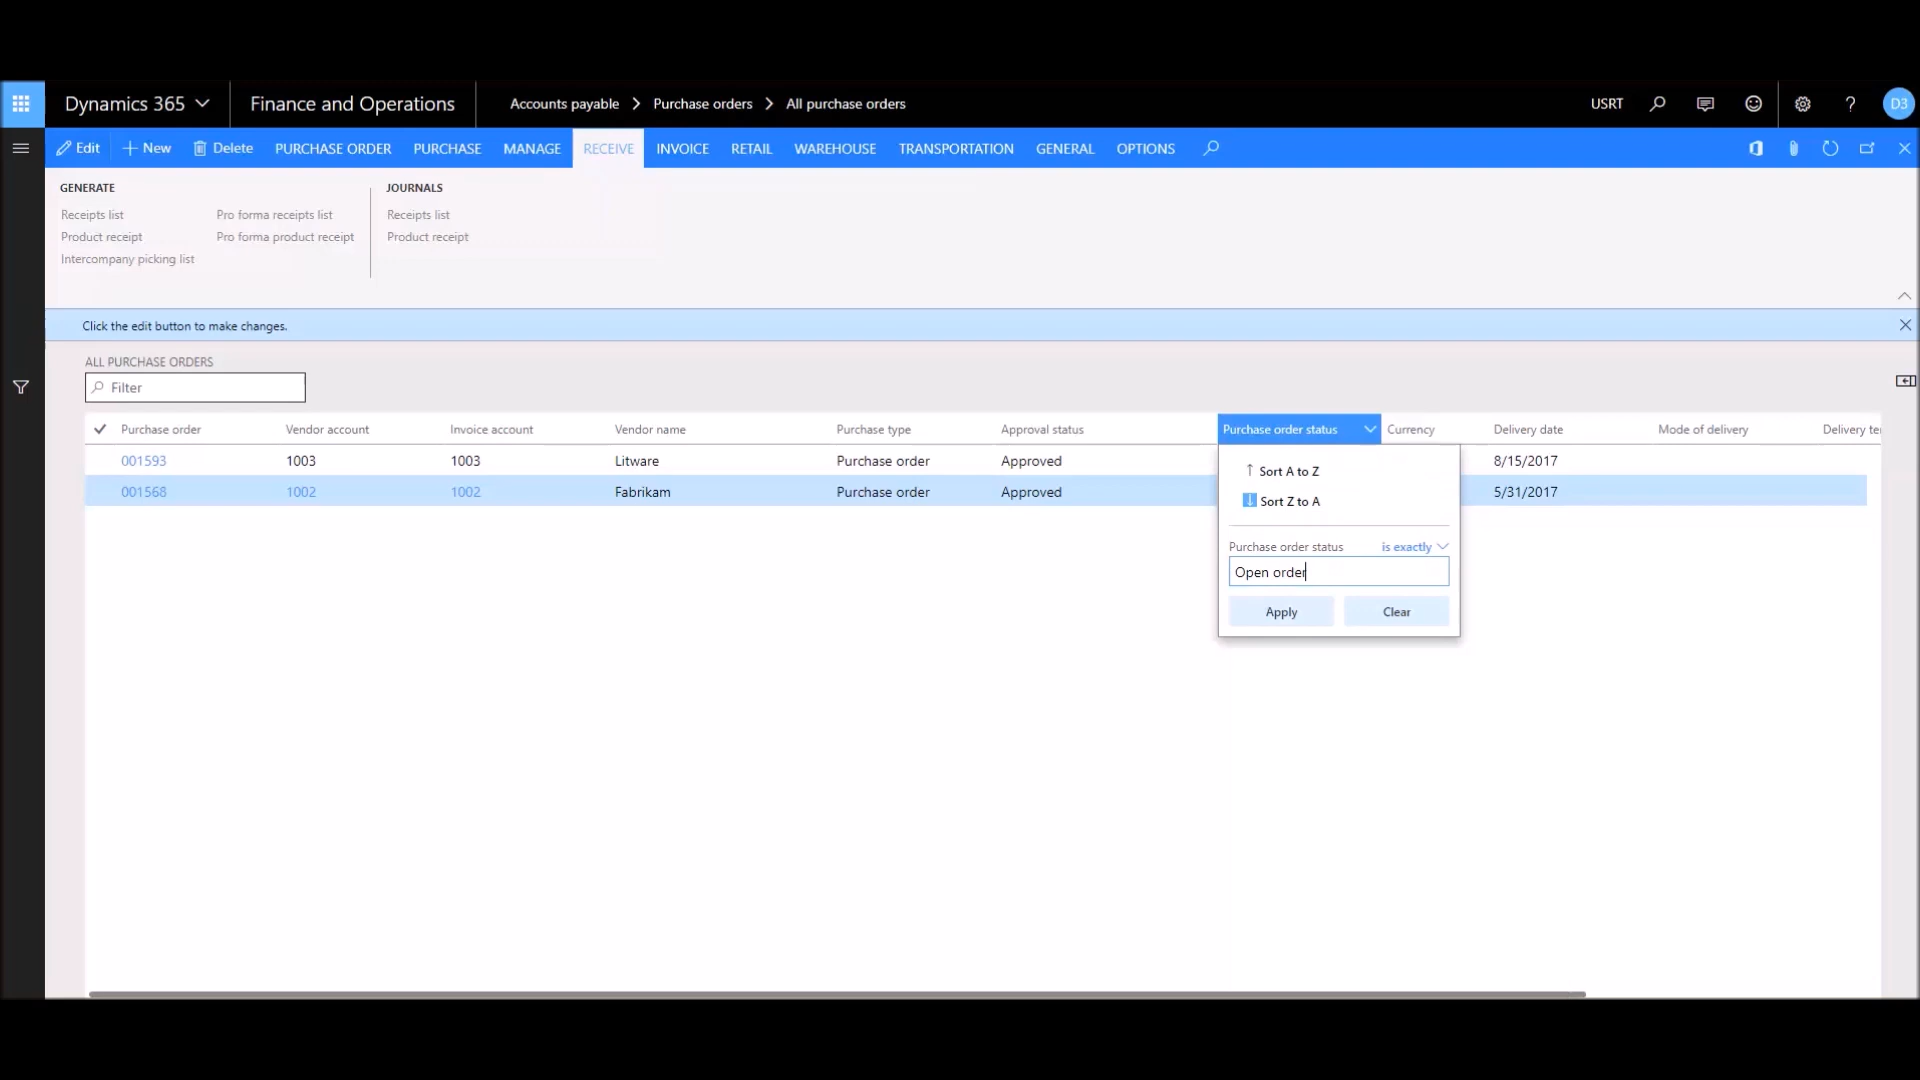 Dynamics 365 Finance and Operations Accounts payable Purchase orders All purchase orders USRT ? D3
Edit New Delete PURCHASE ORDER PURCHASE MANAGE RECEIVE INVOICE RETAIL WAREHOUSE TRANSPORTATION GENERAL OPTIONS
GENERATE JOURNALS
Receipts list Pro forma receipts list Receipts list
Product receipt Pro forma product receipt Product receipt
Intercompany picking list
Click the edit button to make changes.
ALL PURCHASE ORDERS
Filter
Purchase order Vendor account Invoice account Vendor name Purchase type Approval status Purchase order status Currency Delivery date Mode of delivery Delivery te
001593 1003 1003 Litware Purchase order Approved 8/15/2017
Sort A to Z
001568 1002 1002 Fabrikam Purchase order Approved 5/31/2017
Sort Z to A
Purchase order status is exactly
Open order
Apply Clear